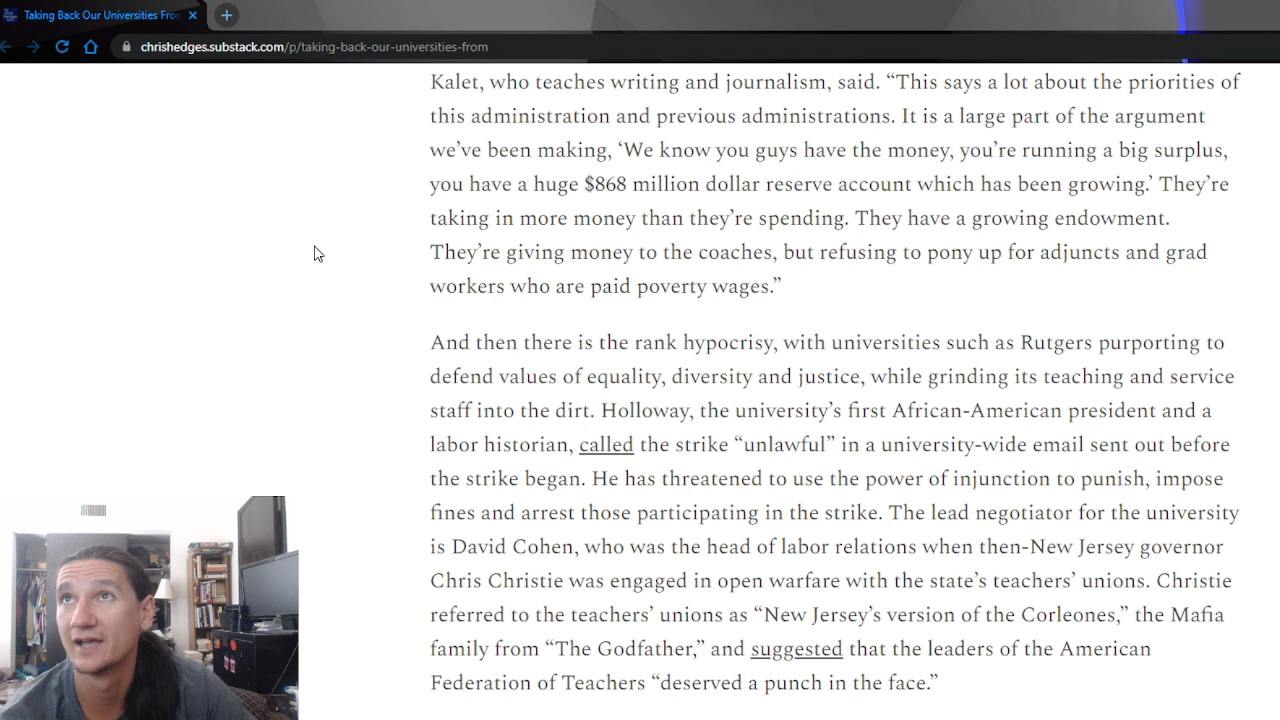 Taking Back Our Universities From
chrishedges.substack.com/p/taking-back-our-universities-from
Kalet, who teaches writing and journalism, said. “This says a lot about the priorities of
this administration and previous administrations. It is a large part of the argument
we’ve been making, ‘We know you guys have the money, you’re running a big surplus,
you have a huge $868 million dollar reserve account which has been growing.’ They’re
taking in more money than they’re spending. They have a growing endowment.
They’re giving money to the coaches, but refusing to pony up for adjuncts and grad
workers who are paid poverty wages.”
And then there is the rank hypocrisy, with universities such as Rutgers purporting to
defend values of equality, diversity and justice, while grinding its teaching and service
staff into the dirt. Holloway, the university’s first African-American president and a
labor historian, called the strike “unlawful” in a university-wide email sent out before
the strike began. He has threatened to use the power of injunction to punish, impose
fines and arrest those participating in the strike. The lead negotiator for the university
is David Cohen, who was the head of labor relations when then-New Jersey governor
Chris Christie was engaged in open warfare with the state’s teachers’ unions. Christie
referred to the teachers’ unions as “New Jersey’s version of the Corleones,” the Mafia
family from “The Godfather,” and suggested that the leaders of the American
Federation of Teachers “deserved a punch in the face.”